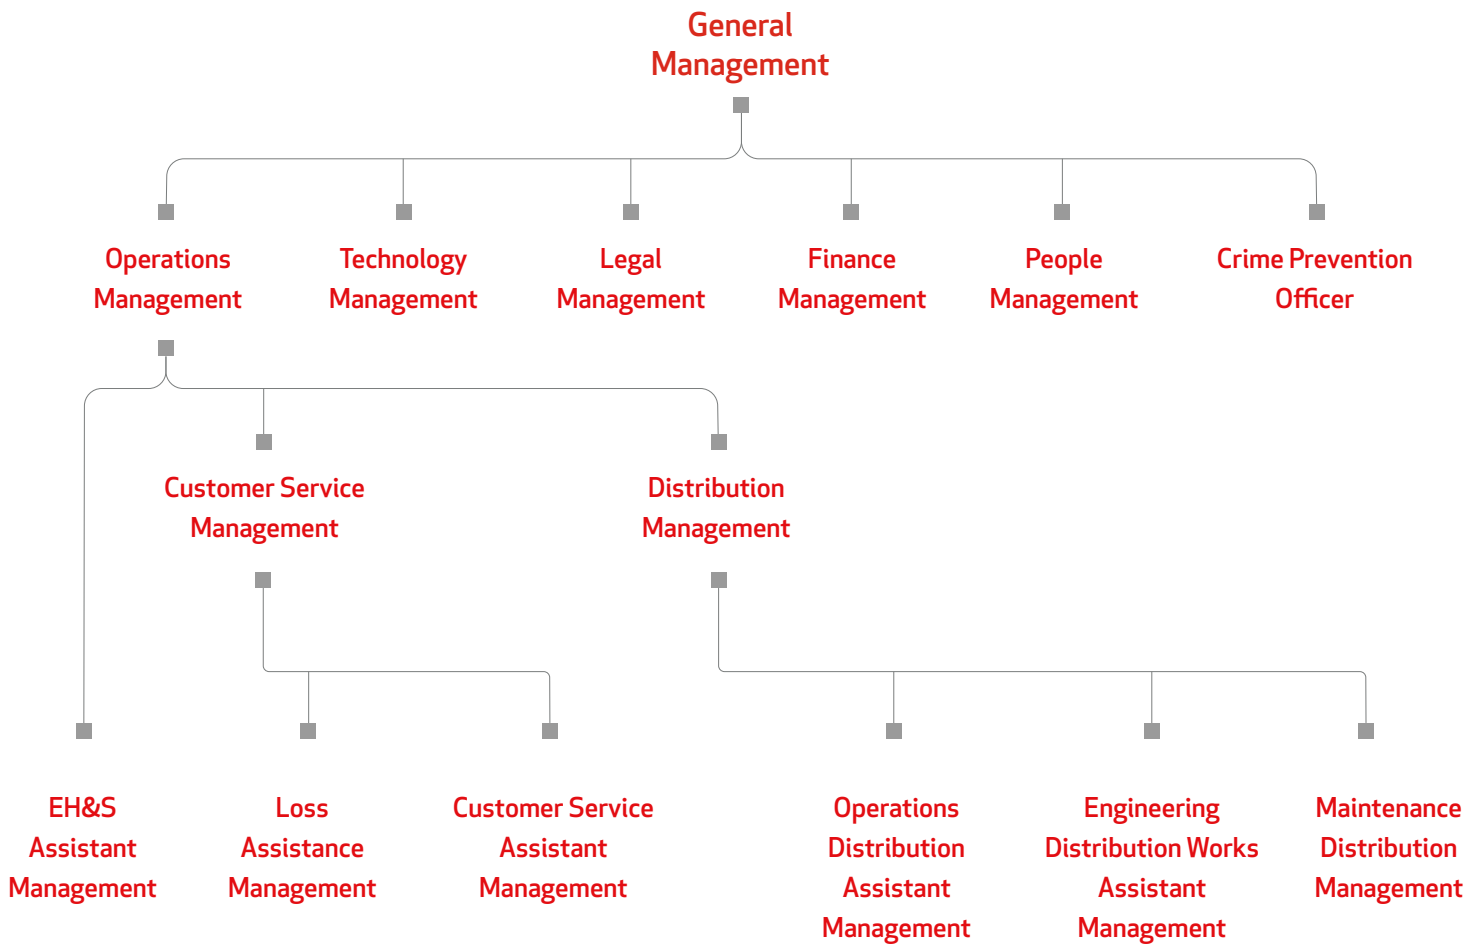 General
Management
Operations
Management
Technology
Management
Legal
Management
Finance
Management
People
Management
Crime Prevention
Officer
Customer Service
Management
Distribution
Management
EH&S
Assistant
Management
Loss
Assistance
Management
Customer Service
Assistant
Management
Operations
Distribution
Assistant
Management
Engineering
Distribution Works
Assistant
Management
Maintenance
Distribution
Management